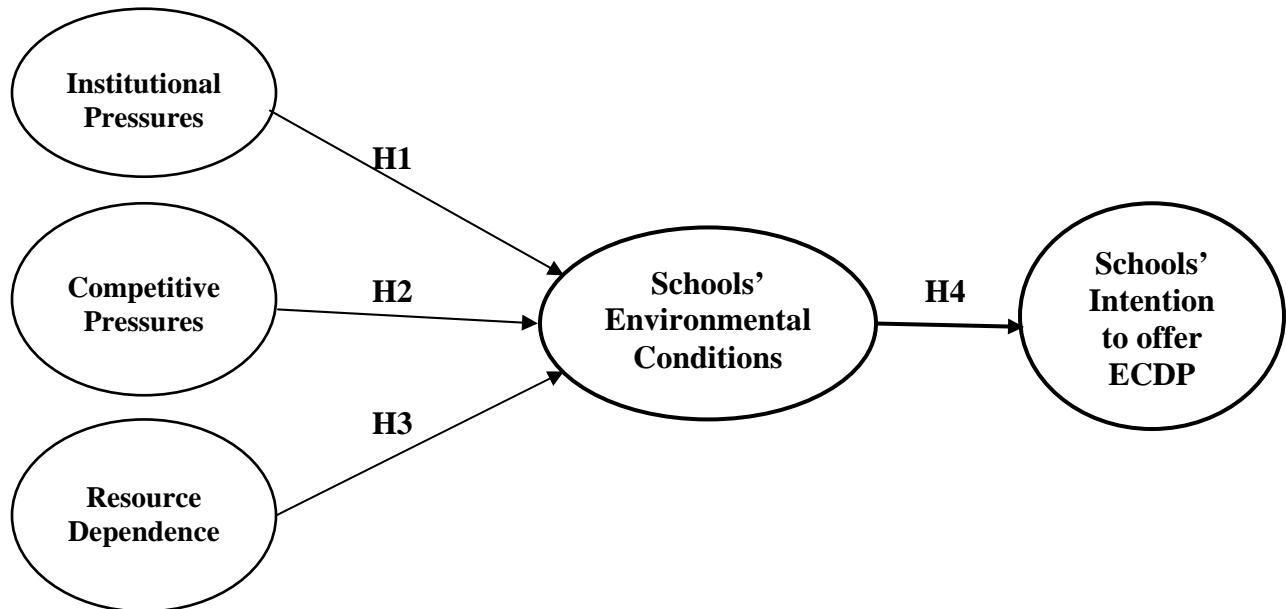 Institutional
Pressures
H1
Competitive
Pressures
H2
Resource
Dependence
H3
Schools’
Environmental
Conditions
H4
Schools’
Intention
to offer
ECDP